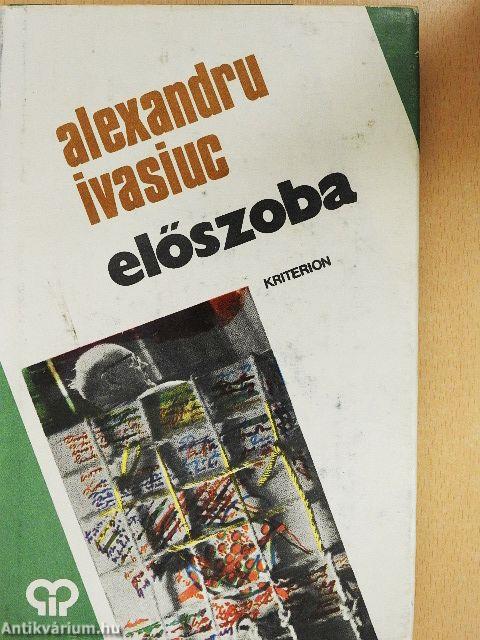 alexandru
ivasiuc
előszoba
KRITERION
Antikvárium.hu